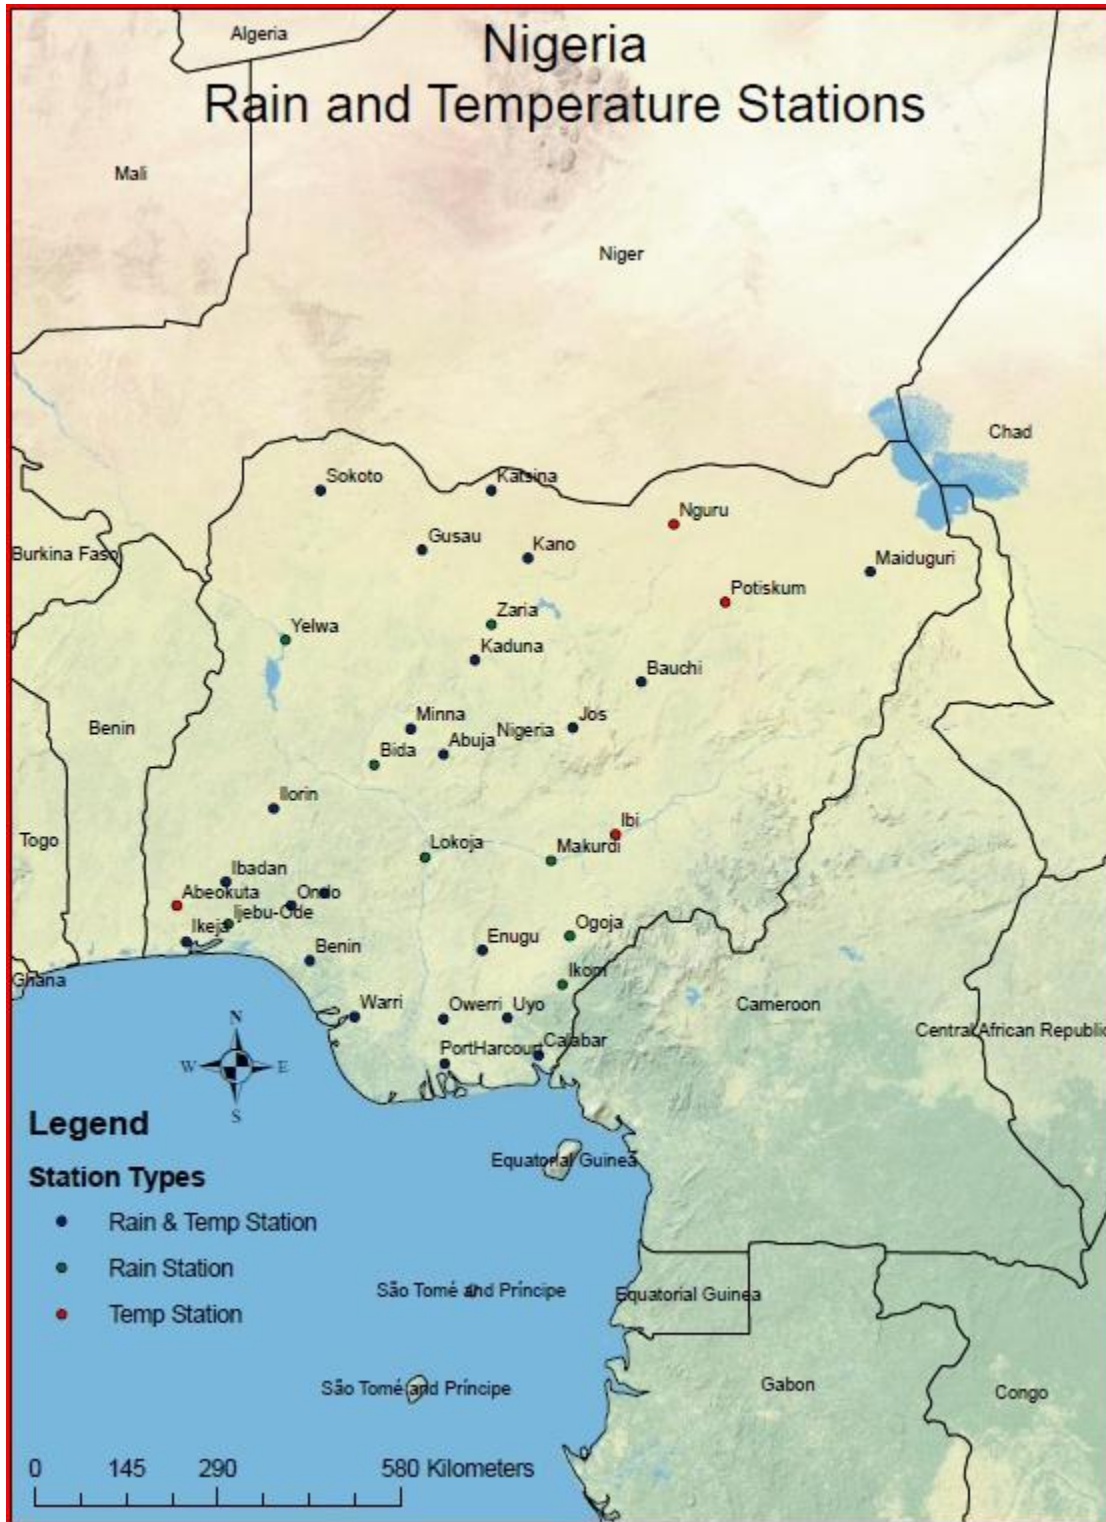 Nigeria
Rain and Temperature Stations
Algeria
Mali
Niger
Chad
Sokoto
Katsina
Nguru
Gusau
Kano
Burkina Faso
Maiduguri
Potiskum
Zaria
Yelwa
Kaduna
Bauchi
Benin
Minna
Nigeria
Jos
Abuja
Bida
Ilorin
Ibi
Togo
Lokoja
Makurdi
Ibadan
Abeokuta
Ondo
Ijebu-Ode
Ikeja
Ogoja
Enugu
Benin
Ikom
Ghana
Warri
Owerri
Uyo
Cameroon
Central African Republic
Calabar
PortHarcourt
N
W
E
S
Legend
Equatorial Guinea
Station Types
Rain & Temp Station
Rain Station
Temp Station
São Tomé and Príncipe
Equatorial Guinea
São Tomé and Príncipe
Gabon
Congo
0 145 290 580 Kilometers